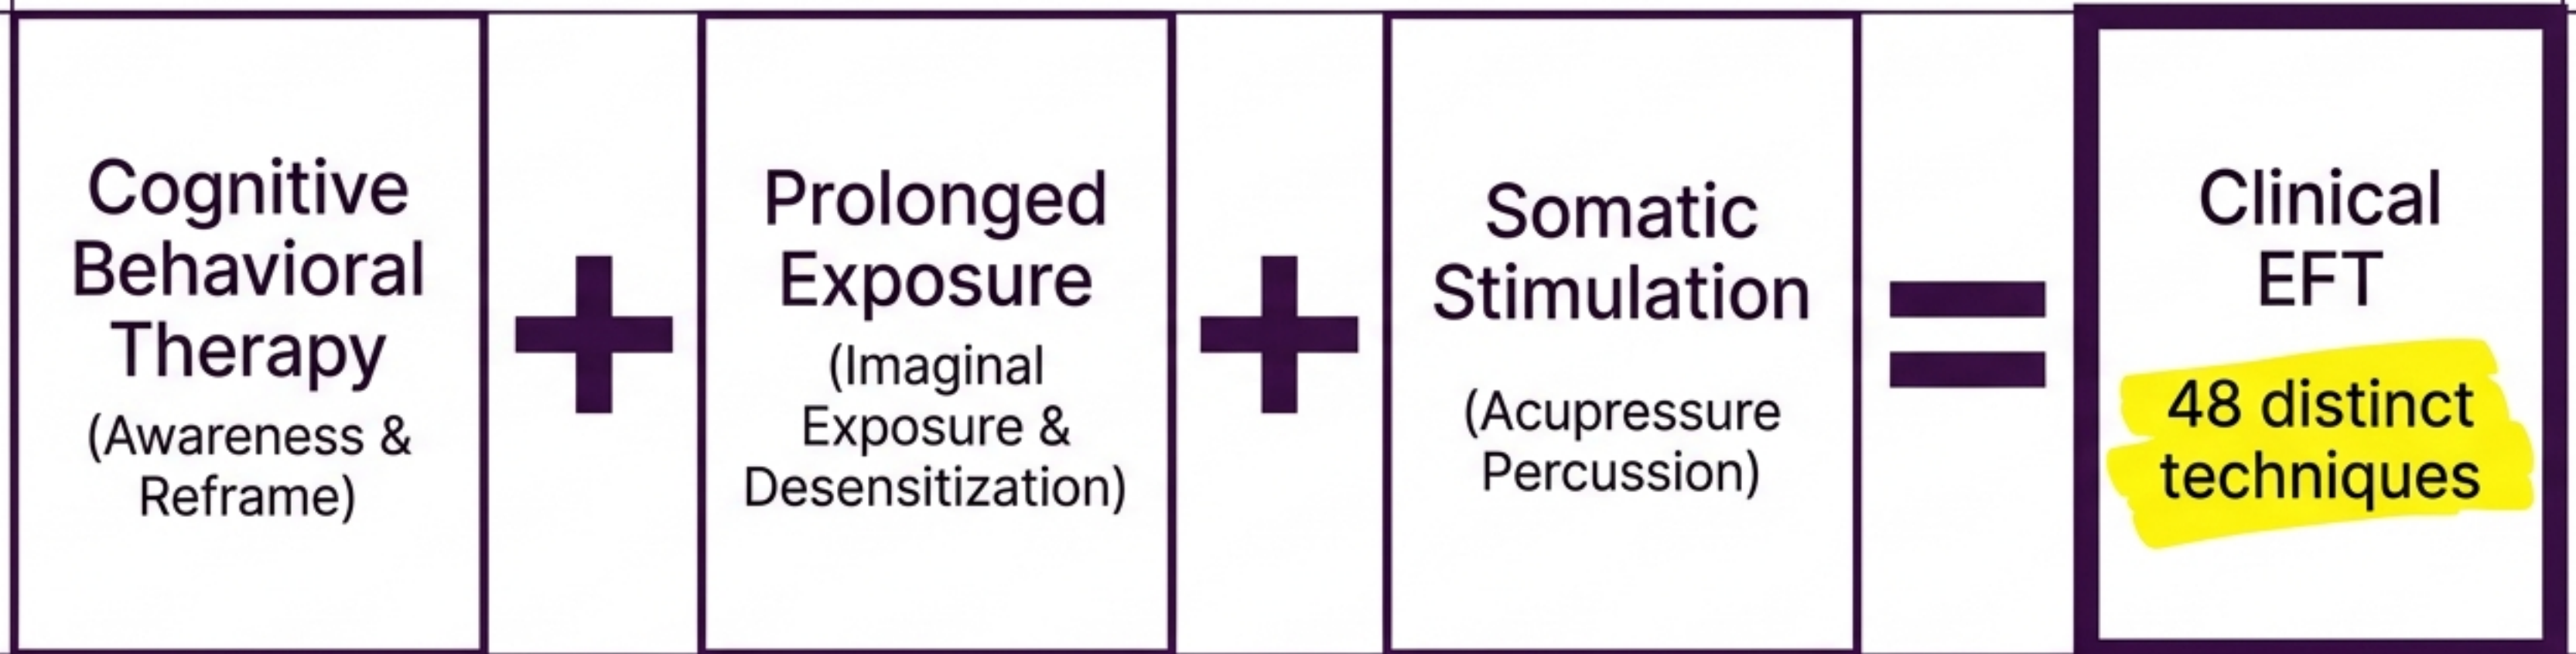 Cognitive
Behavioral
Therapy
(Awareness &
Reframe)
+
Prolonged
Exposure
(Imaginal
Exposure &
Desensitization)
+
Somatic
Stimulation
(Acupressure
Percussion)
=
Clinical
EFT
48 distinct
techniques